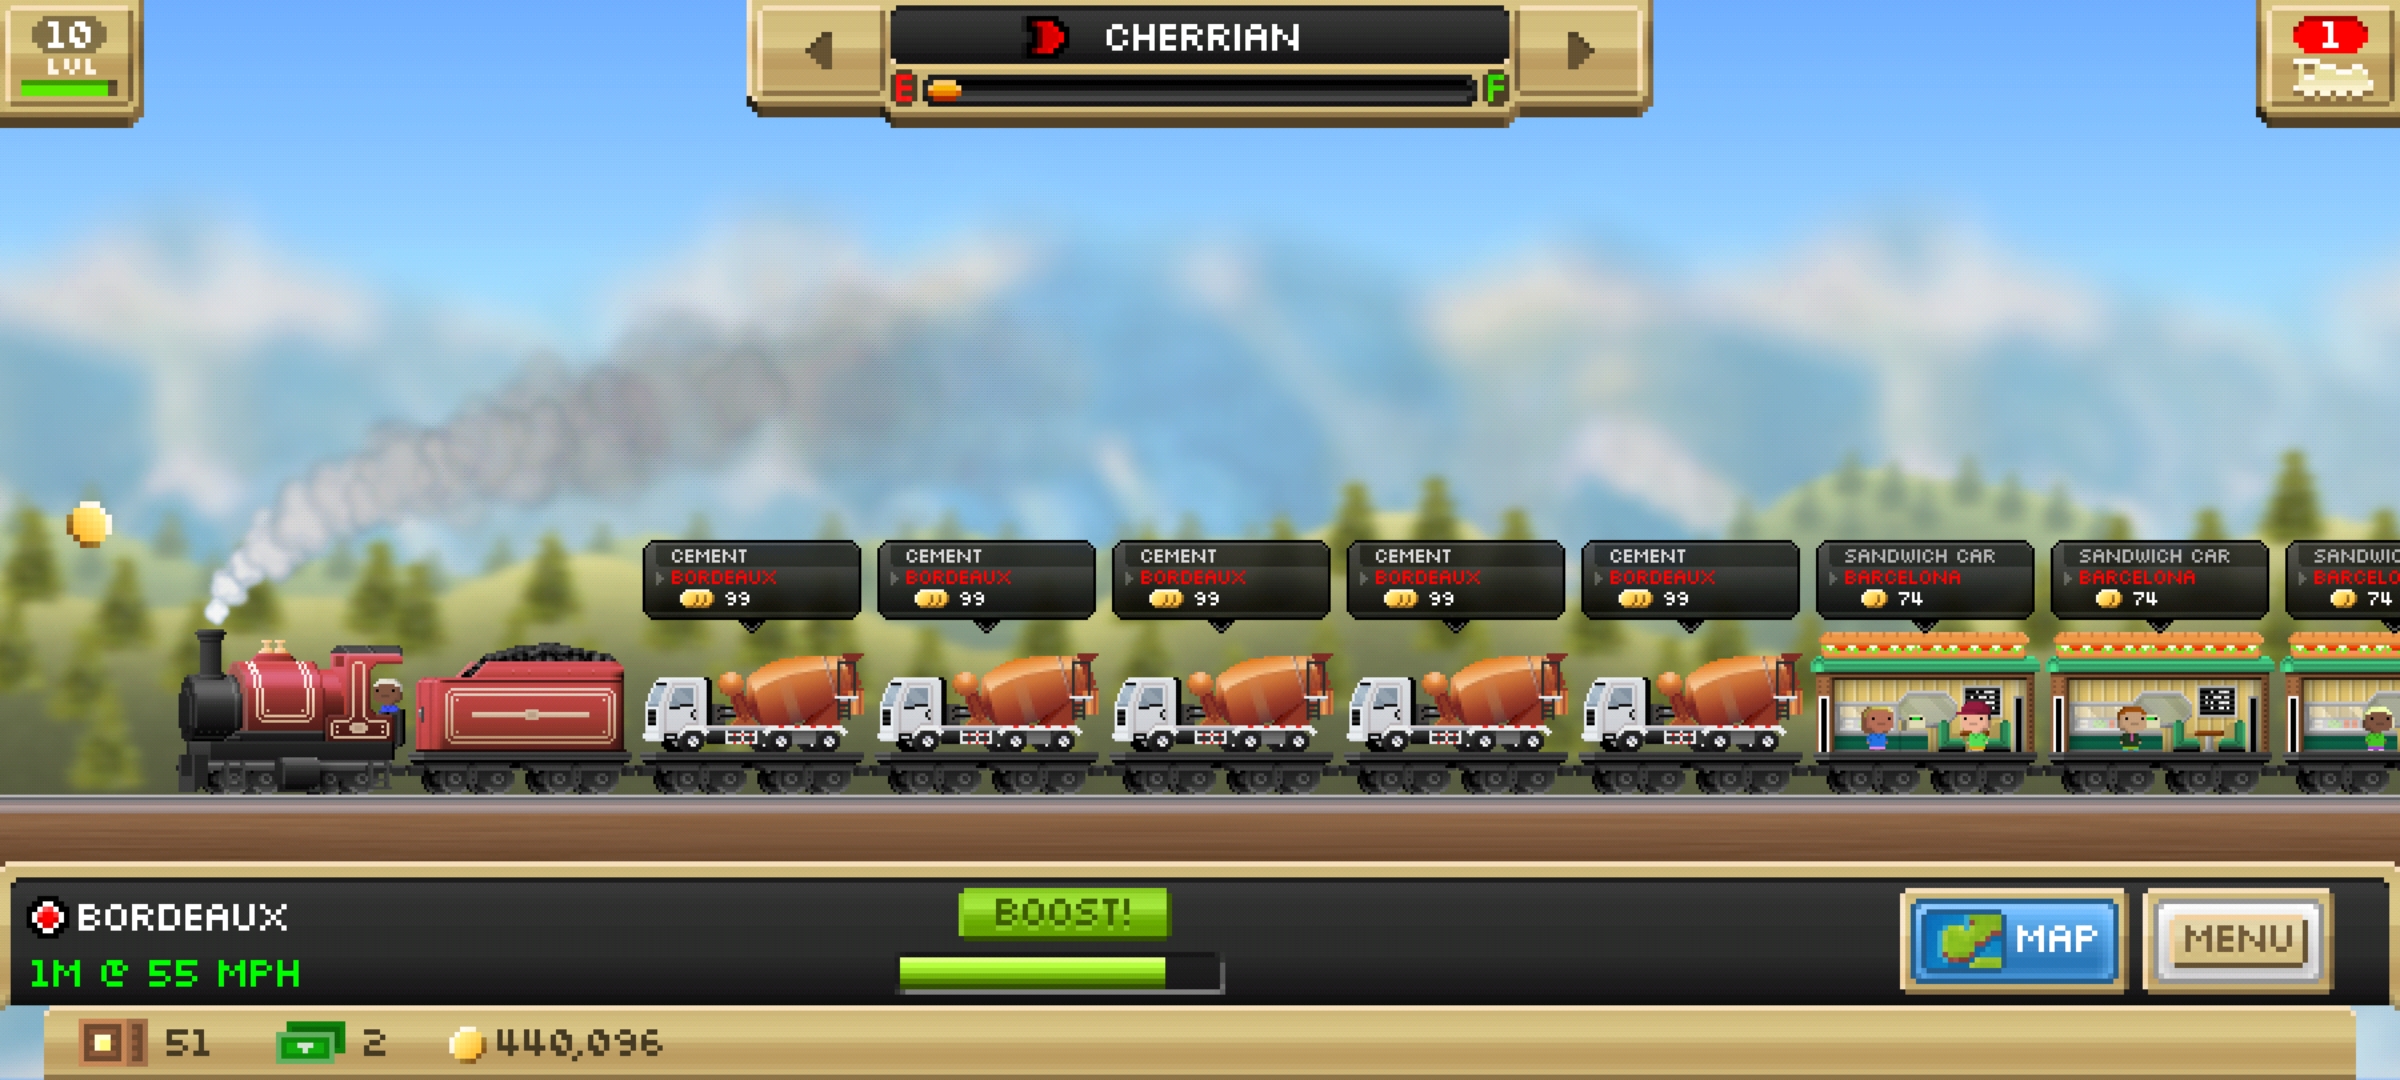 10
LVL
CHERRIAN
E F
1
CEMENT
BORDEAUX
99
CEMENT
BORDEAUX
99
CEMENT
BORDEAUX
99
CEMENT
BORDEAUX
99
CEMENT
BORDEAUX
99
SANDWICH CAR
BARCELONA
74
SANDWICH CAR
BARCELONA
74
SANDWIC
BARCELO
74
BORDEAUX
1M @ 55 MPH
BOOST!
MAP
MENU
51
2
440,096